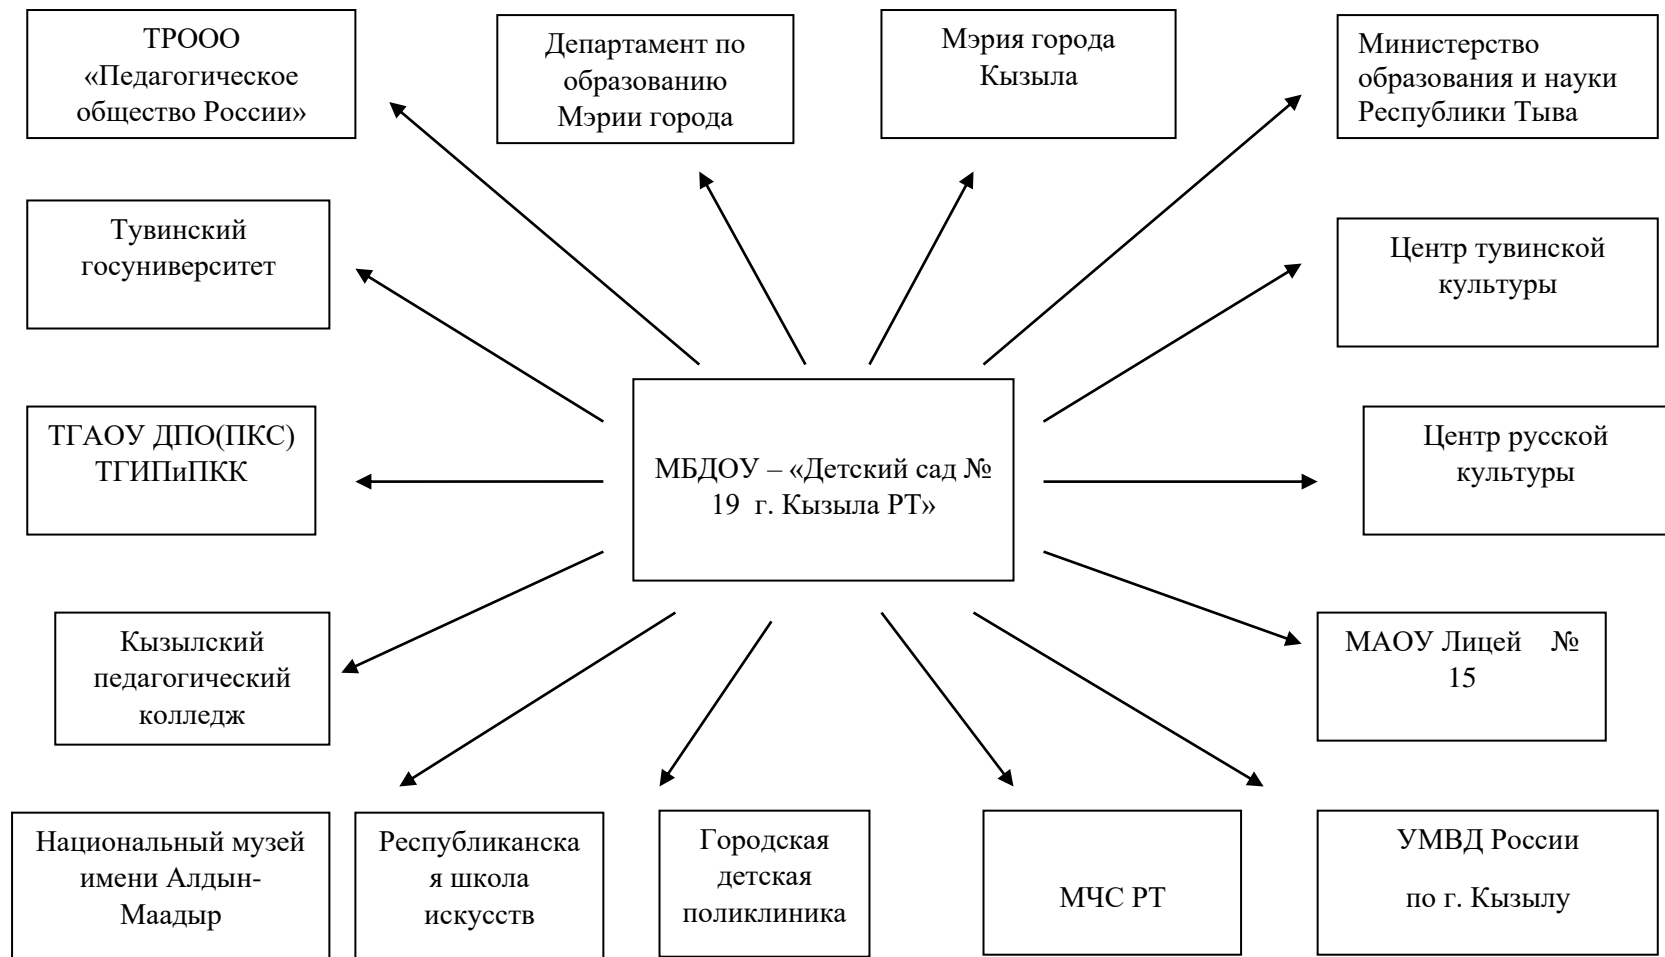 ТРООО
«Педагогическое
общество России»
Департамент по
образованию
Мэрии города
Мэрия города
Кызыла
Министерство
образования и науки
Республики Тыва
Тувинский
госуниверситет
Центр тувинской
культуры
ТГАОУ ДПО(ПКС)
ТГИПиПКК
МБДОУ – «Детский сад №
19 г. Кызыла РТ»
Центр русской
культуры
Кызылский
педагогический
колледж
МАОУ Лицей №
15
Национальный музей
имени Алдын-
Маадыр
Республиканска
я школа
искусств
Городская
детская
поликлиника
МЧС РТ
УМВД России
по г. Кызылу